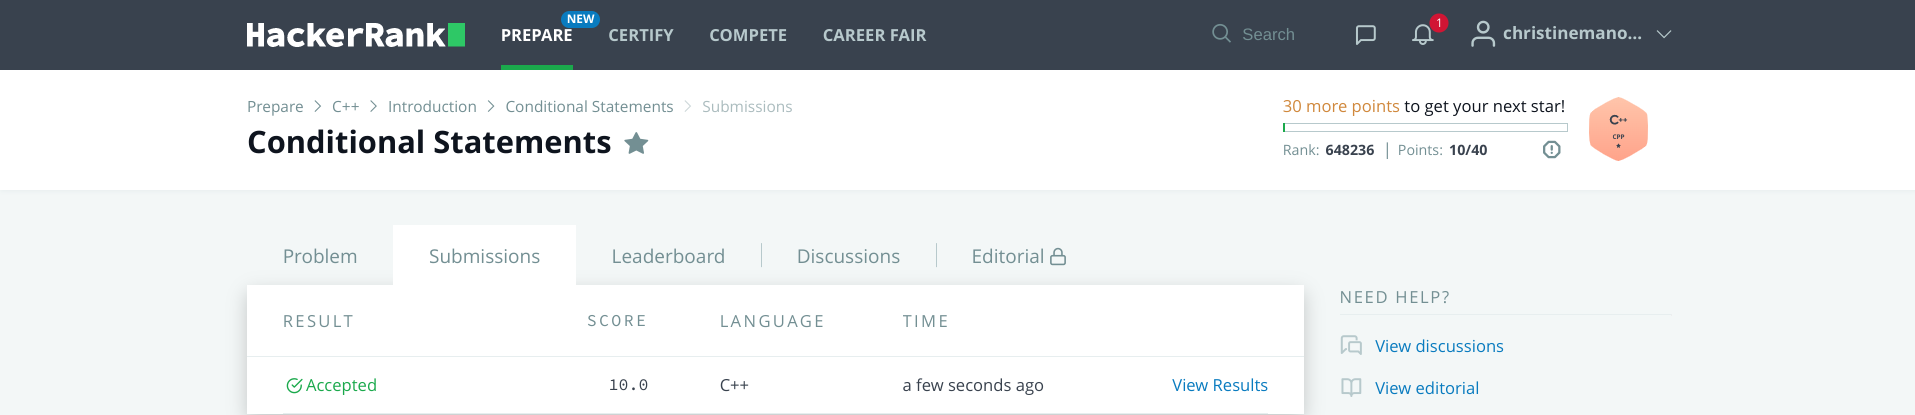 HackerRank PREPARE NEW CERTIFY COMPETE CAREER FAIR Search 1 christinemano...
Prepare > C++ > Introduction > Conditional Statements > Submissions
Conditional Statements
30 more points to get your next star!
Rank: 648236 | Points: 10/40
C++
CPP
Problem Submissions Leaderboard Discussions Editorial
RESULT SCORE LANGUAGE TIME
Accepted 10.0 C++ a few seconds ago View Results
NEED HELP?
View discussions
View editorial